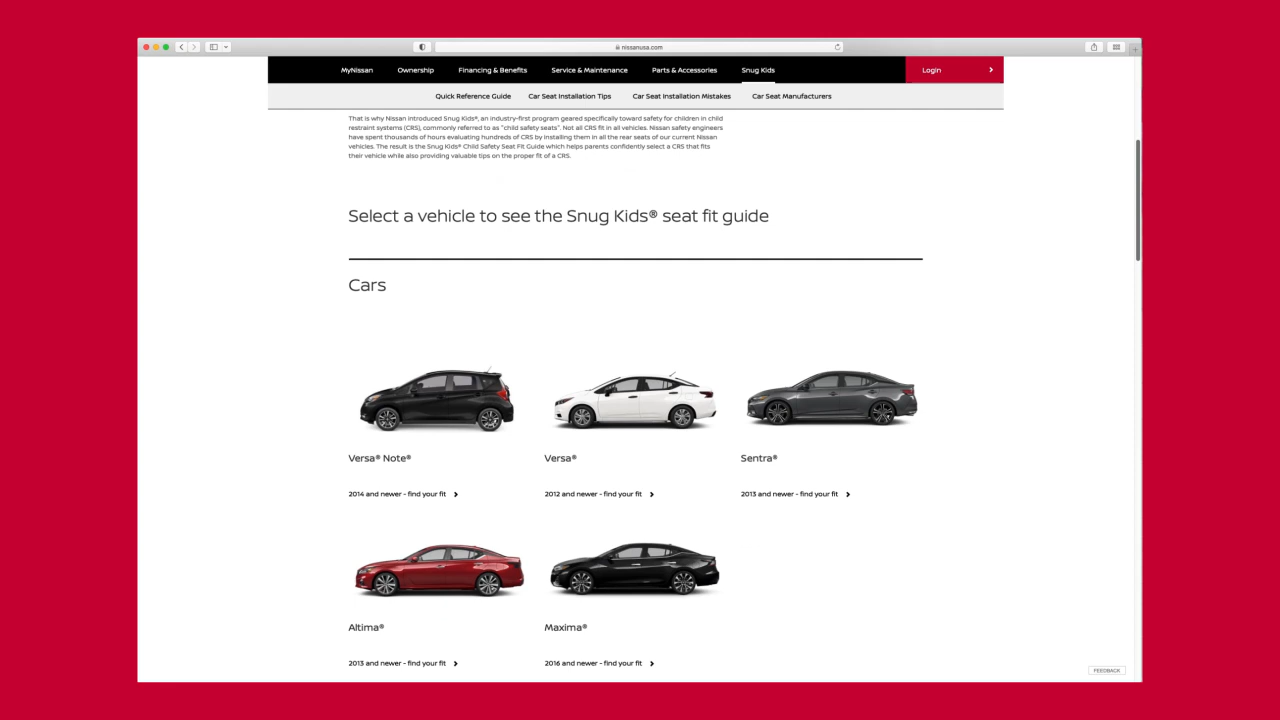 nissanusa.com
MyNissan Ownership Financing & Benefits Service & Maintenance Parts & Accessories Snug Kids Login
Quick Reference Guide Car Seat Installation Tips Car Seat Installation Mistakes Car Seat Manufacturers
That is why Nissan introduced Snug Kids®, an industry-first program geared specifically toward safety for children in child
restraint systems (CRS), commonly referred to as "child safety seats". Not all CRS fit in all vehicles. Nissan safety engineers
have spent thousands of hours evaluating hundreds of CRS by installing them in all the rear seats of our current Nissan
vehicles. The result is the Snug Kids® Child Safety Seat Fit Guide which helps parents confidently select a CRS that fits
their vehicle while also providing valuable tips on the proper fit of a CRS.
Select a vehicle to see the Snug Kids® seat fit guide
Cars
Versa® Note® Versa® Sentra®
2014 and newer - find your fit 2012 and newer - find your fit 2013 and newer - find your fit
Altima® Maxima®
2013 and newer - find your fit 2016 and newer - find your fit
FEEDBACK